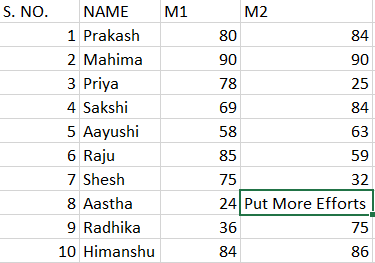 S. NO. NAME M1 M2
1 Prakash 80 84
2 Mahima 90 90
3 Priya 78 25
4 Sakshi 69 84
5 Aayushi 58 63
6 Raju 85 59
7 Shesh 75 32
8 Aastha 24 Put More Efforts
9 Radhika 36 75
10 Himanshu 84 86